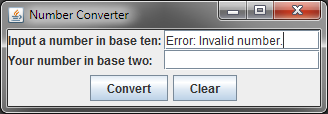 Number Converter
Input a number in base ten: Error: Invalid number.
Your number in base two:
Convert Clear